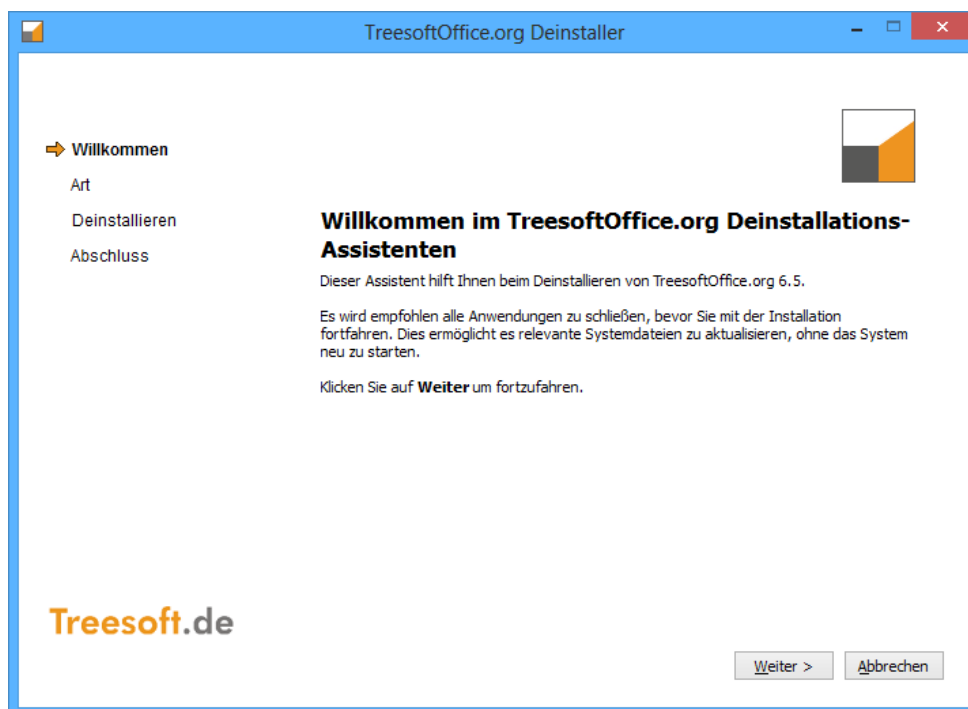 TreesoftOffice.org Deinstaller
Willkommen
Art
Deinstallieren
Abschluss
Willkommen im TreesoftOffice.org Deinstallations-
Assistenten
Dieser Assistent hilft Ihnen beim Deinstallieren von TreesoftOffice.org 6.5.
Es wird empfohlen alle Anwendungen zu schließen, bevor Sie mit der Installation
fortfahren. Dies ermöglicht es relevante Systemdateien zu aktualisieren, ohne das System
neu zu starten.
Klicken Sie auf Weiter um fortzufahren.
Treesoft.de
Weiter >
Abbrechen